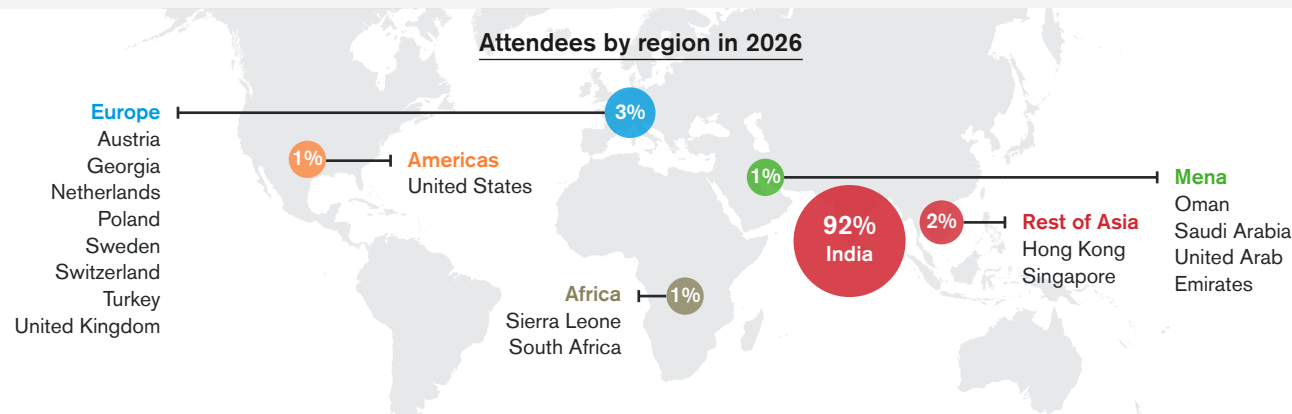 Attendees by region in 2026
Europe
Austria
Georgia
Netherlands
Poland
Sweden
Switzerland
Turkey
United Kingdom
3%
1%
Americas
United States
1%
Mena
Oman
Saudi Arabia
United Arab
Emirates
92%
India
2%
Rest of Asia
Hong Kong
Singapore
Africa
Sierra Leone
South Africa
1%